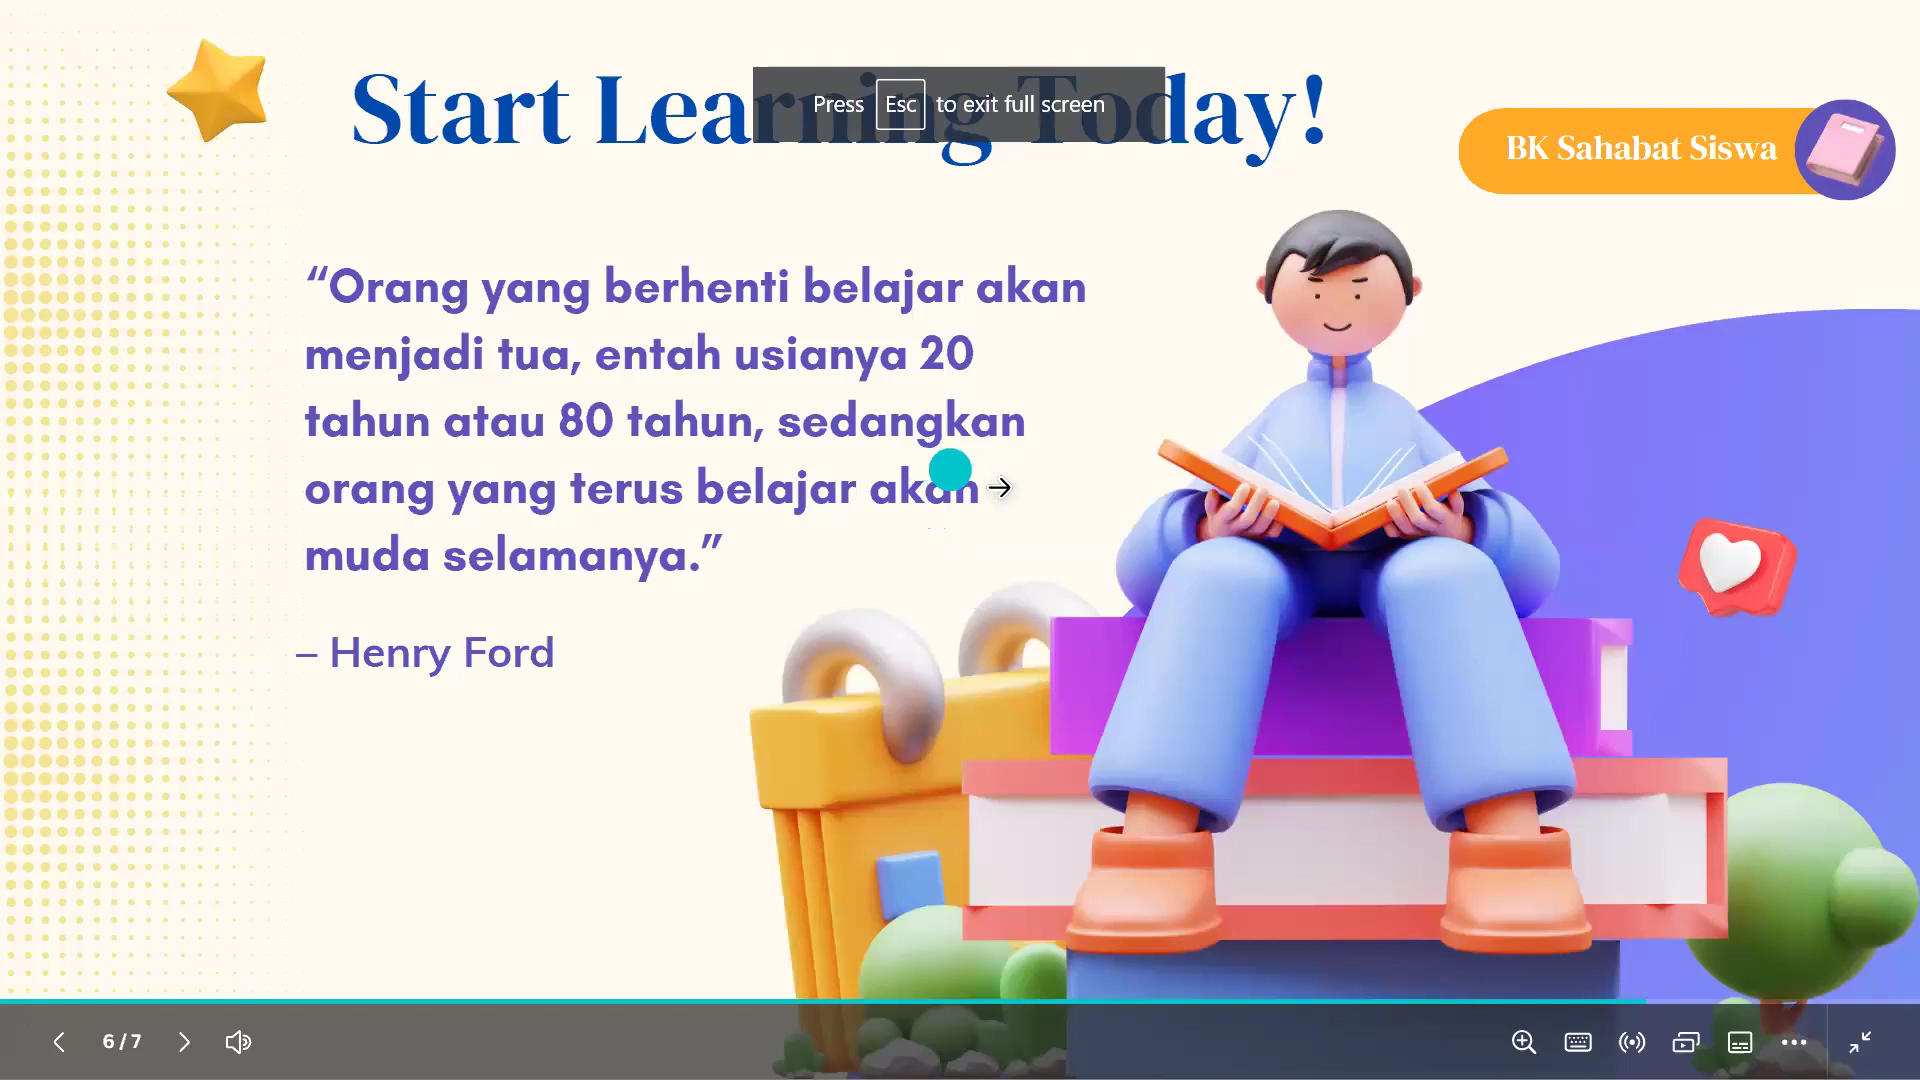 Start Learning Today!
Press Esc to exit full screen
BK Sahabat Siswa
“Orang yang berhenti belajar akan
menjadi tua, entah usianya 20
tahun atau 80 tahun, sedangkan
orang yang terus belajar akan
muda selamanya.”
– Henry Ford
6 / 7